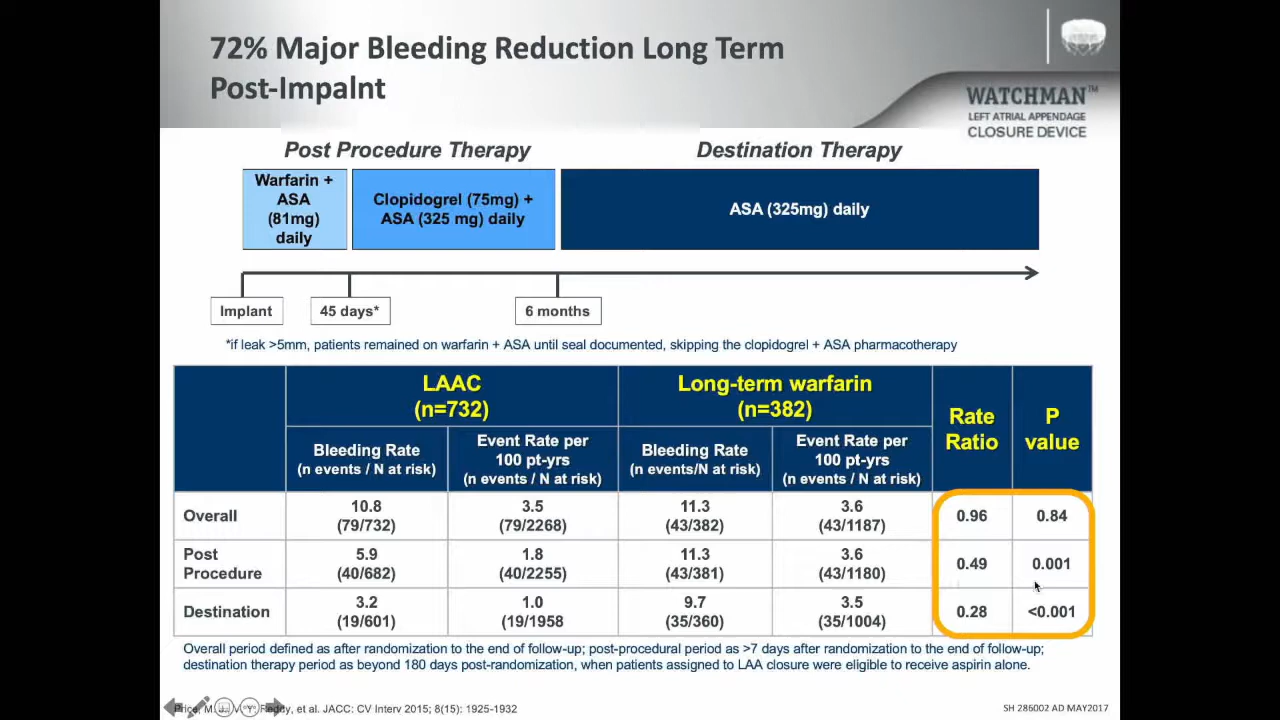 72% Major Bleeding Reduction Long Term
Post-Impalnt
WATCHMAN™
LEFT ATRIAL APPENDAGE
CLOSURE DEVICE
Post Procedure Therapy
Destination Therapy
Warfarin +
ASA
(81mg)
daily
Clopidogrel (75mg) +
ASA (325 mg) daily
ASA (325mg) daily
Implant
45 days*
6 months
*if leak >5mm, patients remained on warfarin + ASA until seal documented, skipping the clopidogrel + ASA pharmacotherapy
LAAC
(n=732)
Long-term warfarin
(n=382)
Rate
Ratio
P
value
Bleeding Rate
(n events / N at risk)
Event Rate per
100 pt-yrs
(n events / N at risk)
Bleeding Rate
(n events/N at risk)
Event Rate per
100 pt-yrs
(n events / N at risk)
Overall
10.8
(79/732)
3.5
(79/2268)
11.3
(43/382)
3.6
(43/1187)
0.96
0.84
Post
Procedure
5.9
(40/682)
1.8
(40/2255)
11.3
(43/381)
3.6
(43/1180)
0.49
0.001
Destination
3.2
(19/601)
1.0
(19/1958
9.7
(35/360)
3.5
(35/1004)
0.28
<0.001
Overall period defined as after randomization to the end of follow-up; post-procedural period as >7 days after randomization to the end of follow-up;
destination therapy period as beyond 180 days post-randomization, when patients assigned to LAA closure were eligible to receive aspirin alone.
Price, M. J., V. Y. Reddy, et al. JACC: CV Interv 2015; 8(15): 1925-1932
SH 286002 AD MAY2017